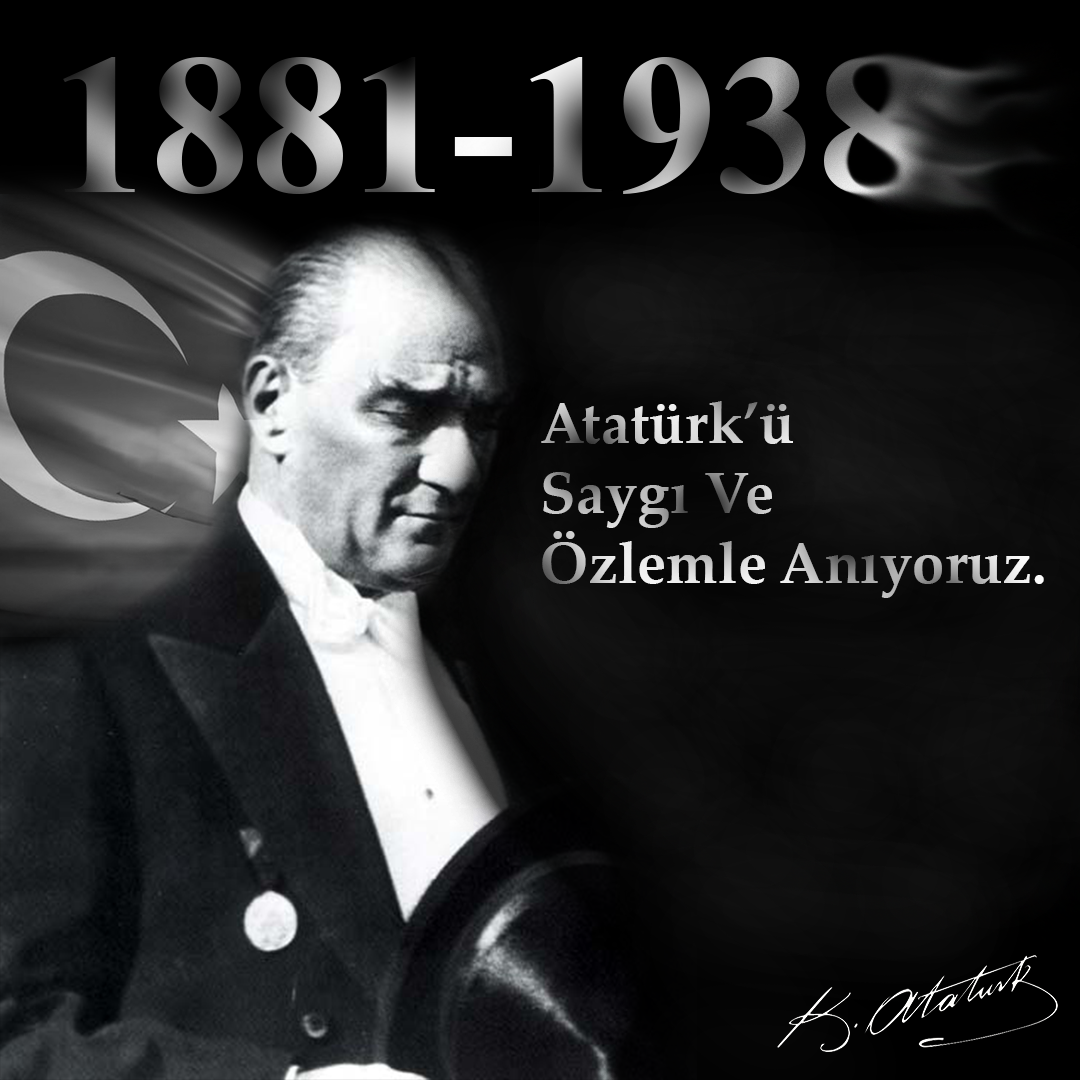 1881-1938
Atatürk’ü
Saygı Ve
Özlemle Anıyoruz.
K. Atatürk